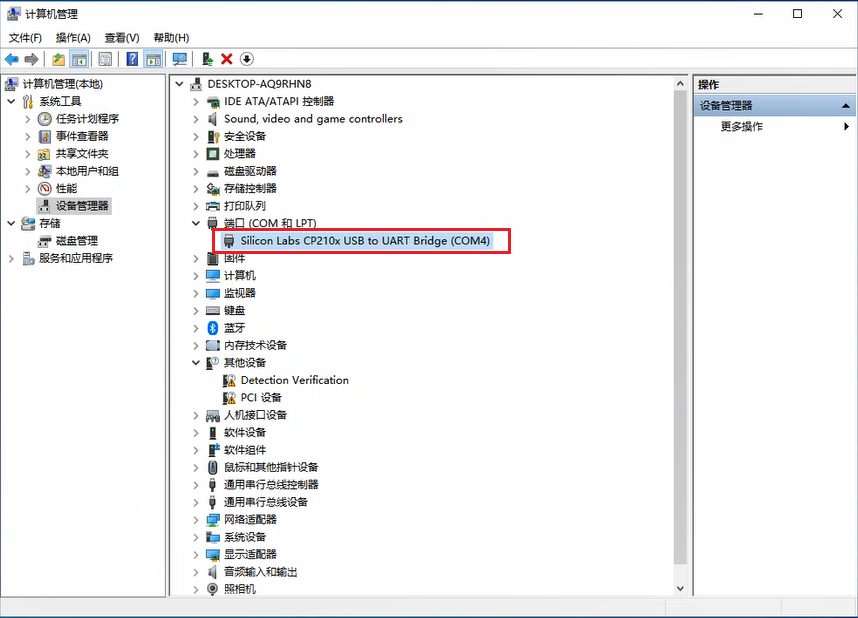 计算机管理
文件(F) 操作(A) 查看(V) 帮助(H)
计算机管理(本地)
系统工具
任务计划程序
事件查看器
共享文件夹
本地用户和组
性能
设备管理器
存储
磁盘管理
服务和应用程序
DESKTOP-AQ9RHN8
IDE ATA/ATAPI 控制器
Sound, video and game controllers
安全设备
处理器
磁盘驱动器
存储控制器
打印队列
端口 (COM 和 LPT)
Silicon Labs CP210x USB to UART Bridge (COM4)
固件
计算机
监视器
键盘
蓝牙
内存技术设备
其他设备
Detection Verification
PCI 设备
人机接口设备
软件设备
软件组件
鼠标和其他指针设备
通用串行总线控制器
通用串行总线设备
网络适配器
系统设备
显示适配器
音频输入和输出
照相机
操作
设备管理器
更多操作